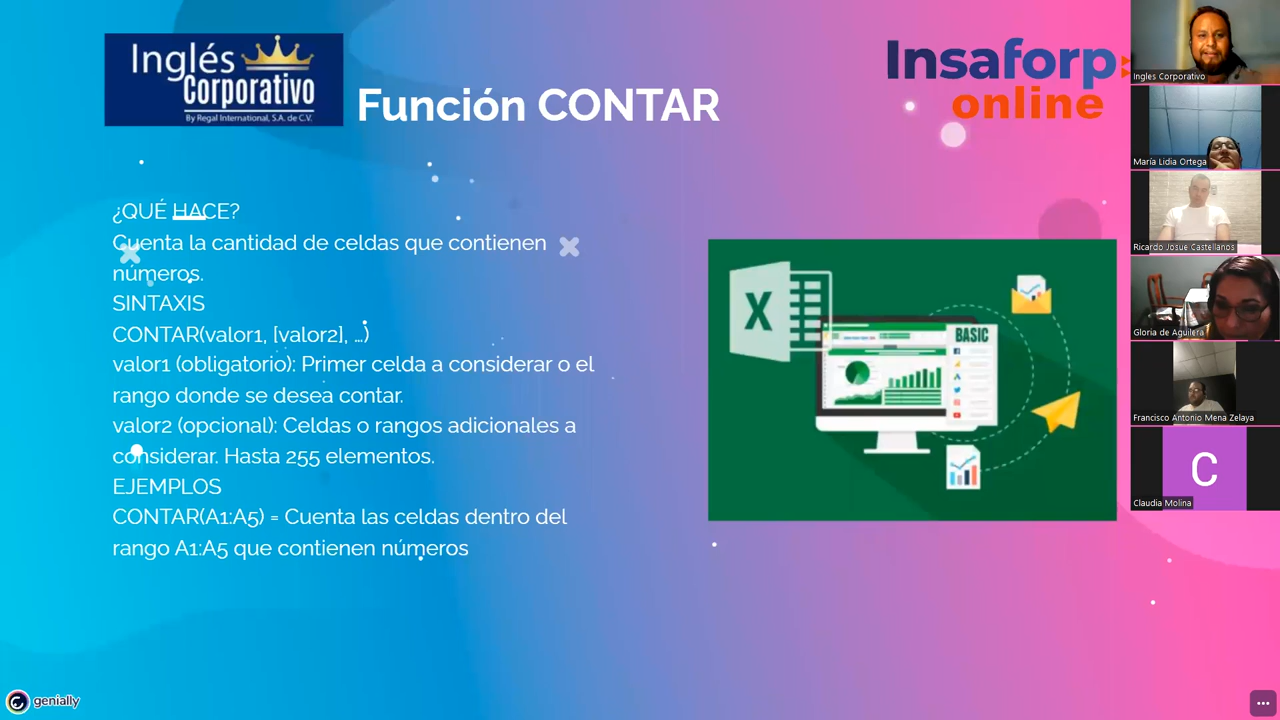 Inglés
Corporativo
By Regal International, S.A. de C.V.
Función CONTAR
Insaforp
online
¿QUÉ HACE?
Cuenta la cantidad de celdas que contienen
números.
SINTAXIS
CONTAR(valor1, [valor2], …)
valor1 (obligatorio): Primer celda a considerar o el
rango donde se desea contar.
valor2 (opcional): Celdas o rangos adicionales a
considerar. Hasta 255 elementos.
EJEMPLOS
CONTAR(A1:A5) = Cuenta las celdas dentro del
rango A1:A5 que contienen números
X
BASIC
Ingles Corporativo
María Lidia Ortega
Ricardo Josue Castellanos
Gloria de Aguilera
Francisco Antonio Mena Zelaya
C
Claudia Molina
genially